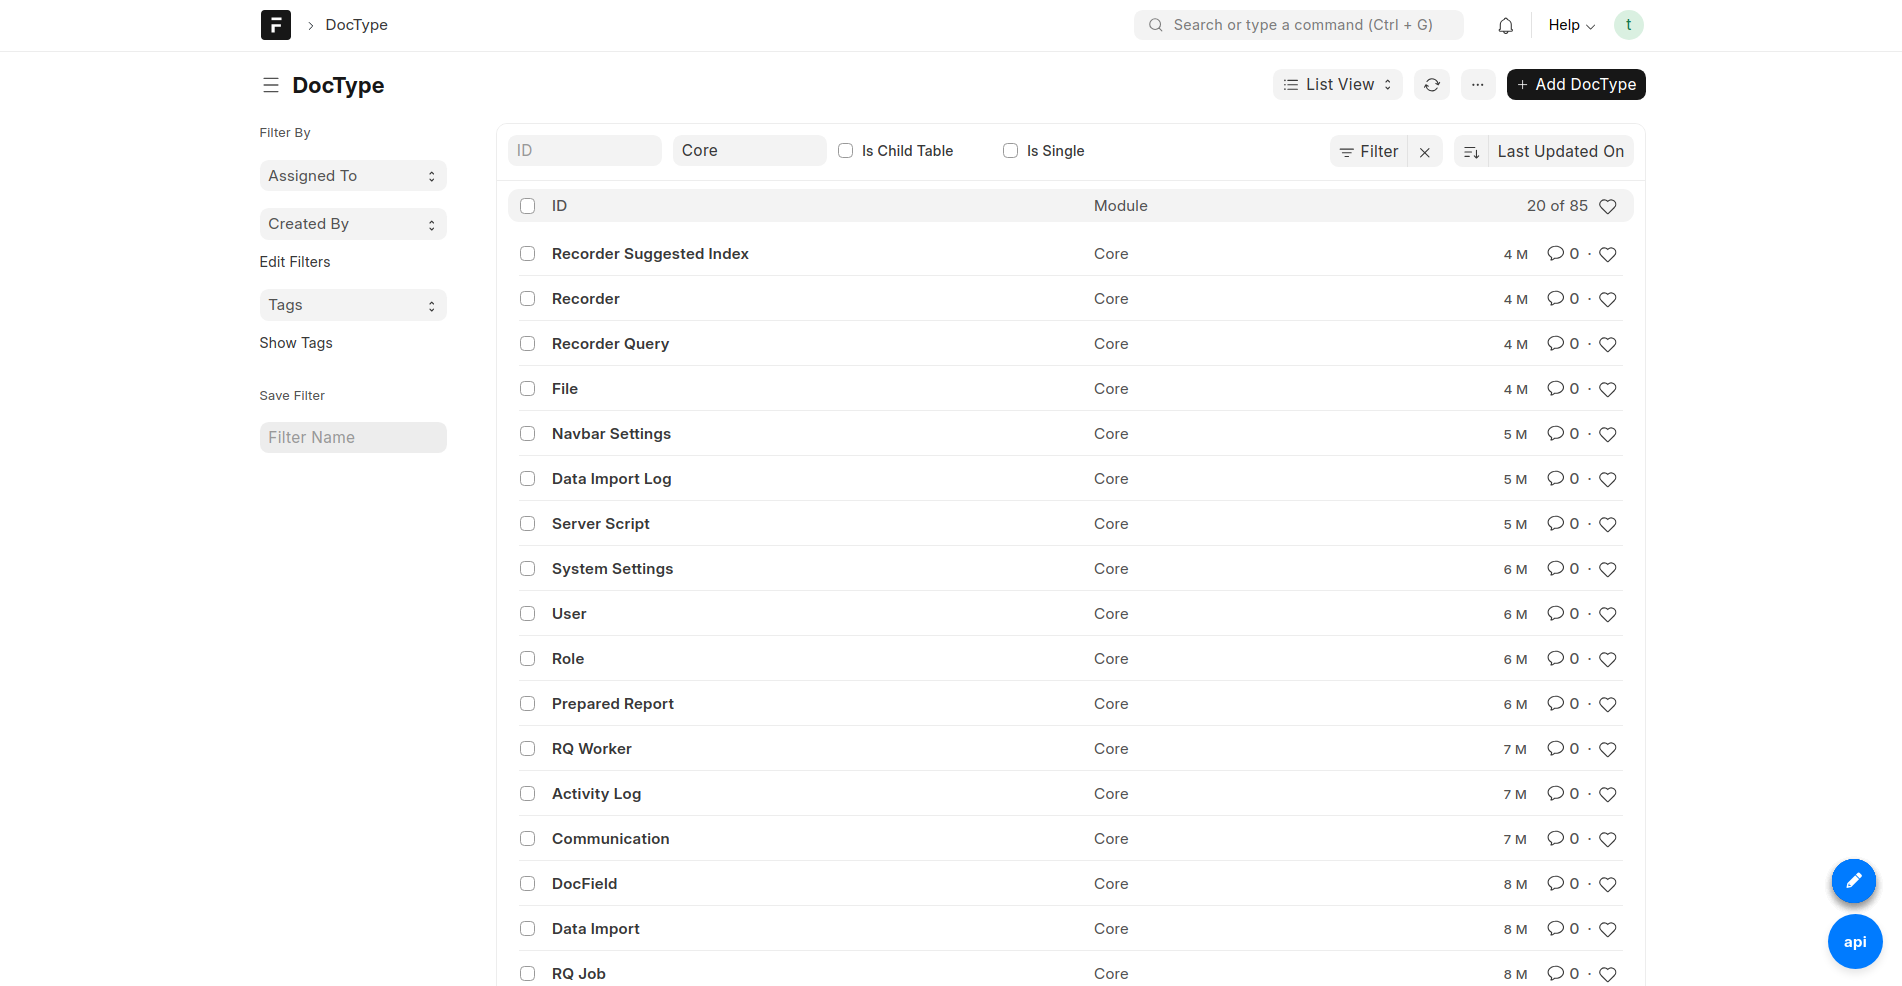 F
DocType
Search or type a command (Ctrl + G)
Help
t
DocType
List View
···
Add DocType
Filter By
Assigned To
Created By
Edit Filters
Tags
Show Tags
Save Filter
Filter Name
ID
Core
Is Child Table
Is Single
Filter
Last Updated On
ID Module 20 of 85
Recorder Suggested Index Core 4 M 0 ·
Recorder Core 4 M 0 ·
Recorder Query Core 4 M 0 ·
File Core 4 M 0 ·
Navbar Settings Core 5 M 0 ·
Data Import Log Core 5 M 0 ·
Server Script Core 5 M 0 ·
System Settings Core 6 M 0 ·
User Core 6 M 0 ·
Role Core 6 M 0 ·
Prepared Report Core 6 M 0 ·
RQ Worker Core 7 M 0 ·
Activity Log Core 7 M 0 ·
Communication Core 7 M 0 ·
DocField Core 8 M 0 ·
Data Import Core 8 M 0 ·
RQ Job Core 8 M 0 ·
api